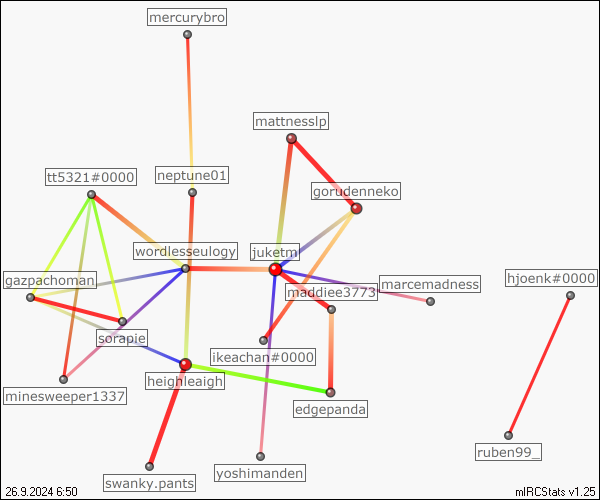 mercurybro
mattnesslp
tt5321#0000
neptune01
gorudenneko
wordlesseulogy
juketm
gazpachoman
maddiee3773
marcemadness
hjoenk#0000
sorapie
ikeachan#0000
heighleaigh
minesweeper1337
edgepanda
ruben99_
swanky.pants
yoshimanden
26.9.2024 6:50
mIRCStats v1.25